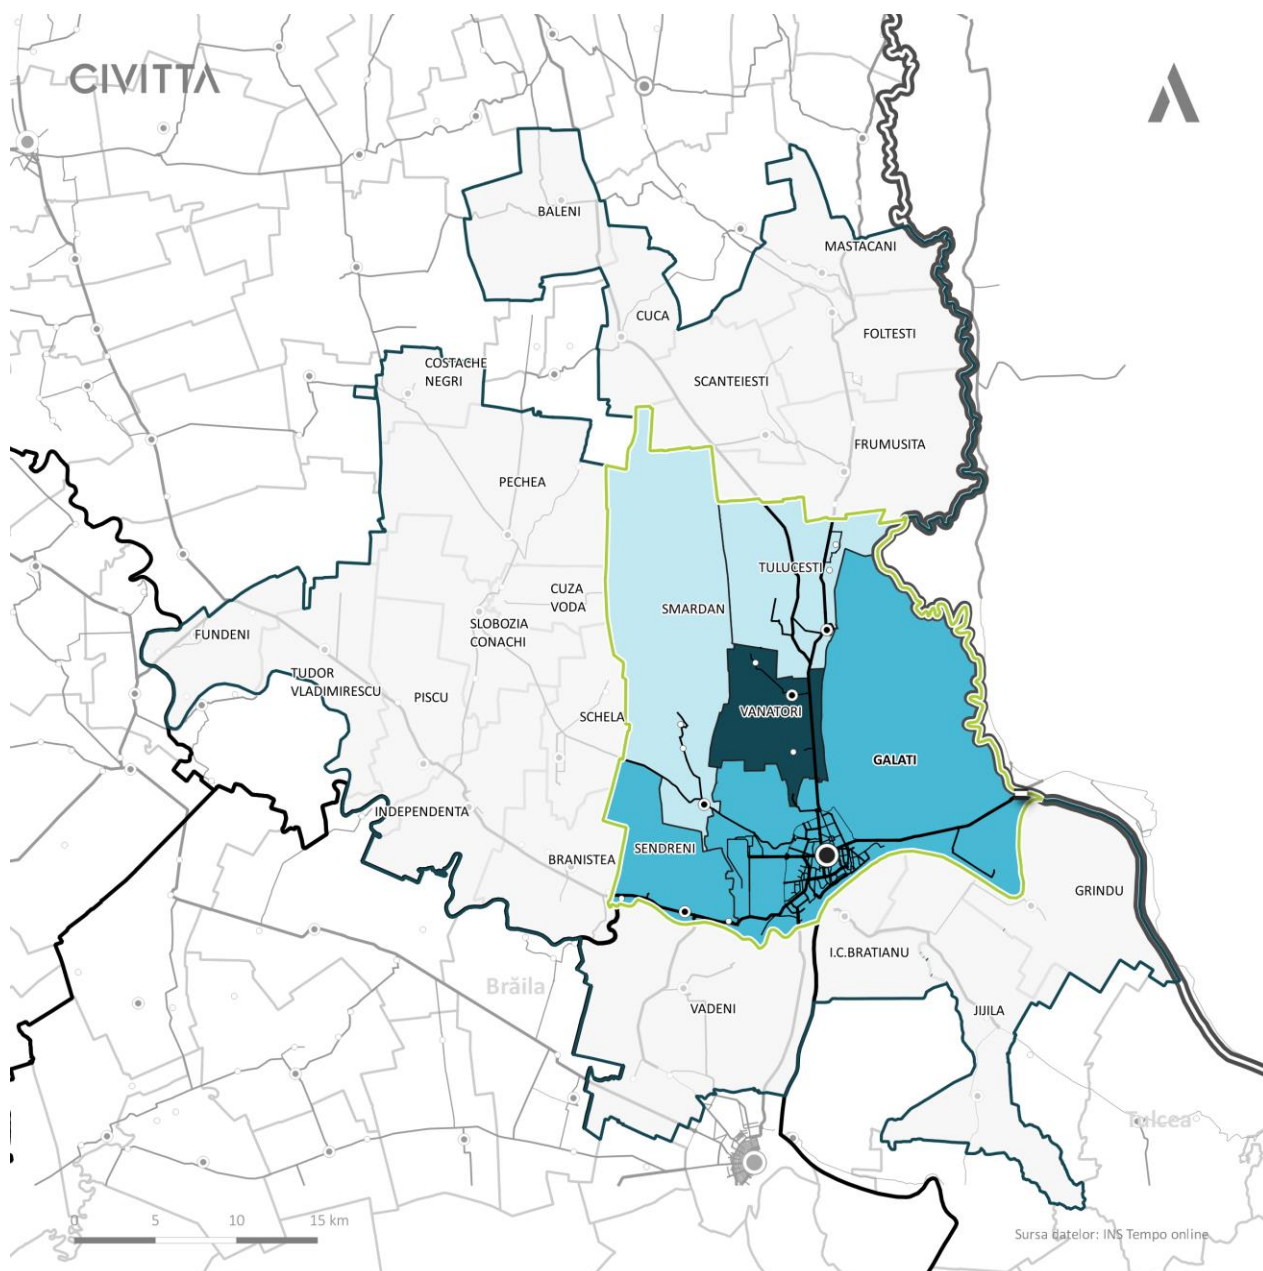 CIVITTA
BALENI
MASTACANI
CUCA
FOLTESTI
COSTACHE
NEGRI
SCANTEIESTI
FRUMUSITA
PECHEA
TULUCESTI
CUZA
VODA
SMARDAN
SLOBOZIA
CONACHI
FUNDENI
TUDOR
VLADIMIRESCU
PISCU
SCHELA
VANATORI
GALATI
INDEPENDENTA
SENDRENI
BRANISTEA
GRINDU
I.C.BRATIANU
Brăila
VADENI
JIJILA
Tulcea
0 5 10 15 km
Sursa datelor: INS Tempo online